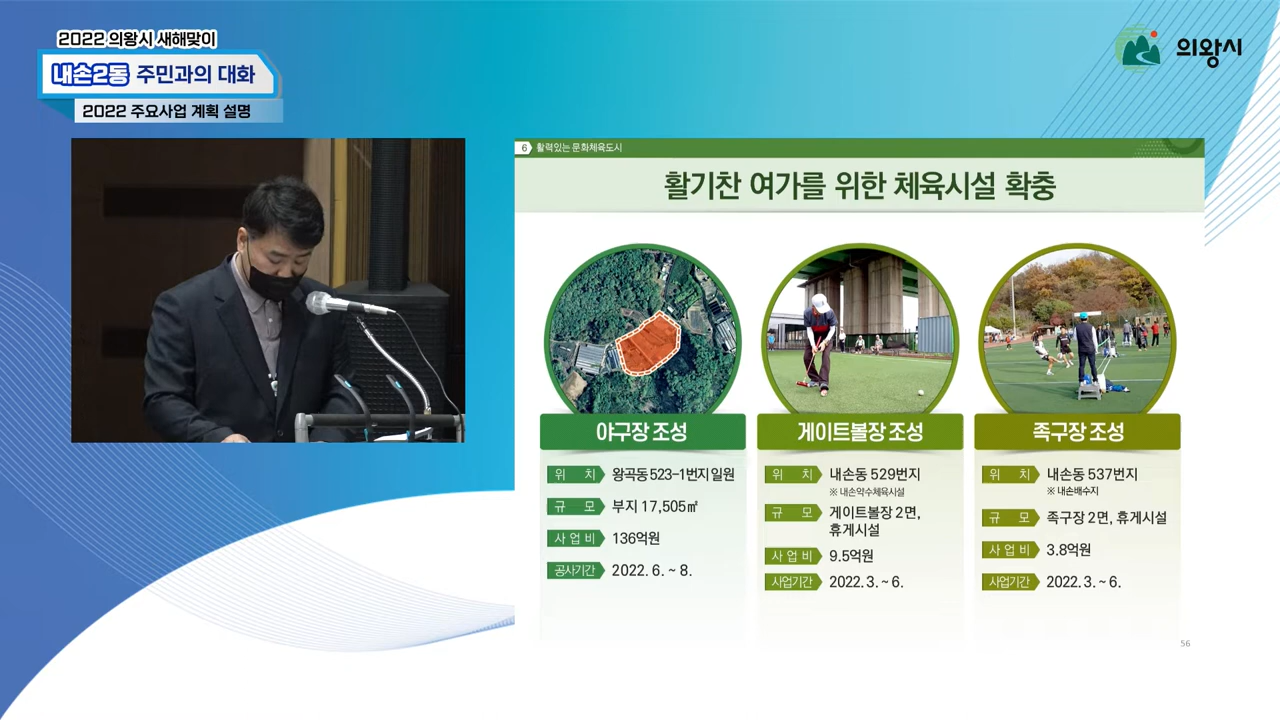 2022 의왕시 새해맞이
내손2동 주민과의 대화
2022 주요사업 계획 설명
의왕시
6 활력있는 문화체육도시
활기찬 여가를 위한 체육시설 확충
야구장 조성
위 치 왕곡동 523-1번지 일원
규 모 부지 17,505㎡
사 업 비 136억원
공사기간 2022. 6. ~ 8.
게이트볼장 조성
위 치 내손동 529번지
※ 내손약수체육시설
규 모 게이트볼장 2면,
휴게시설
사 업 비 9.5억원
사업기간 2022. 3. ~ 6.
족구장 조성
위 치 내손동 537번지
※ 내손배수지
규 모 족구장 2면, 휴게시설
사 업 비 3.8억원
사업기간 2022. 3. ~ 6.
56